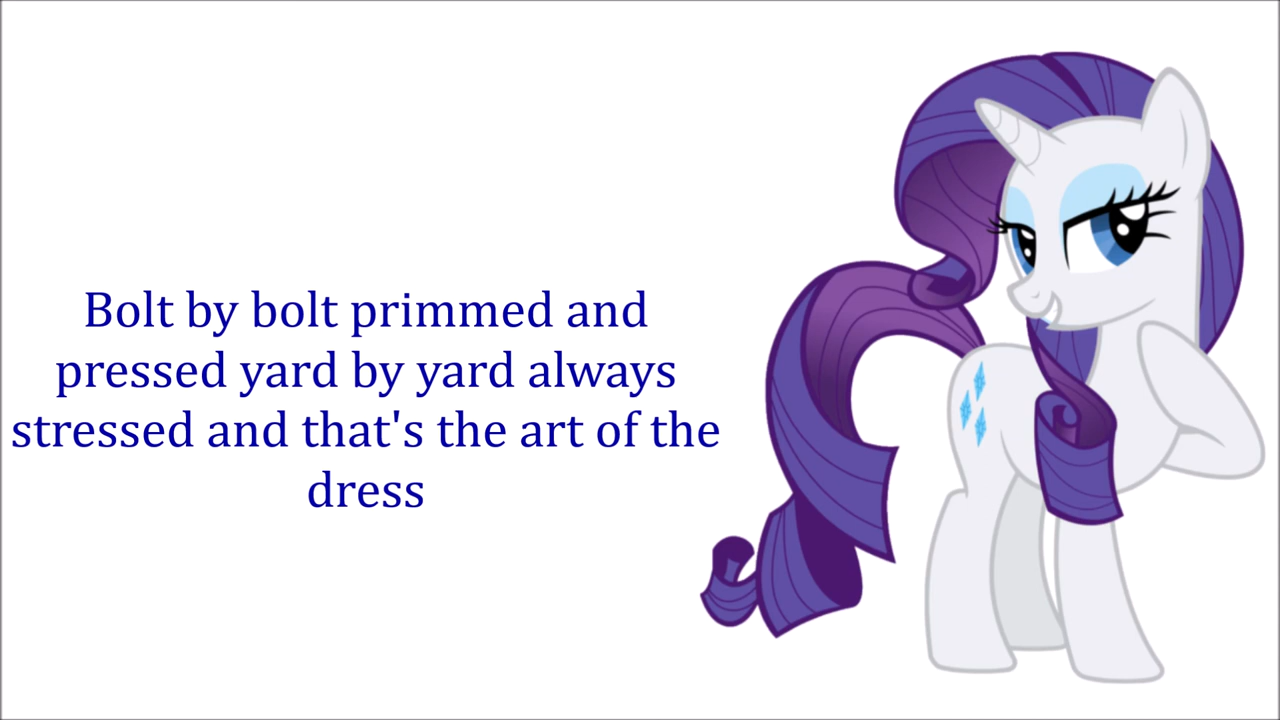 Bolt by bolt primmed and
pressed yard by yard always
stressed and that's the art of the
dress